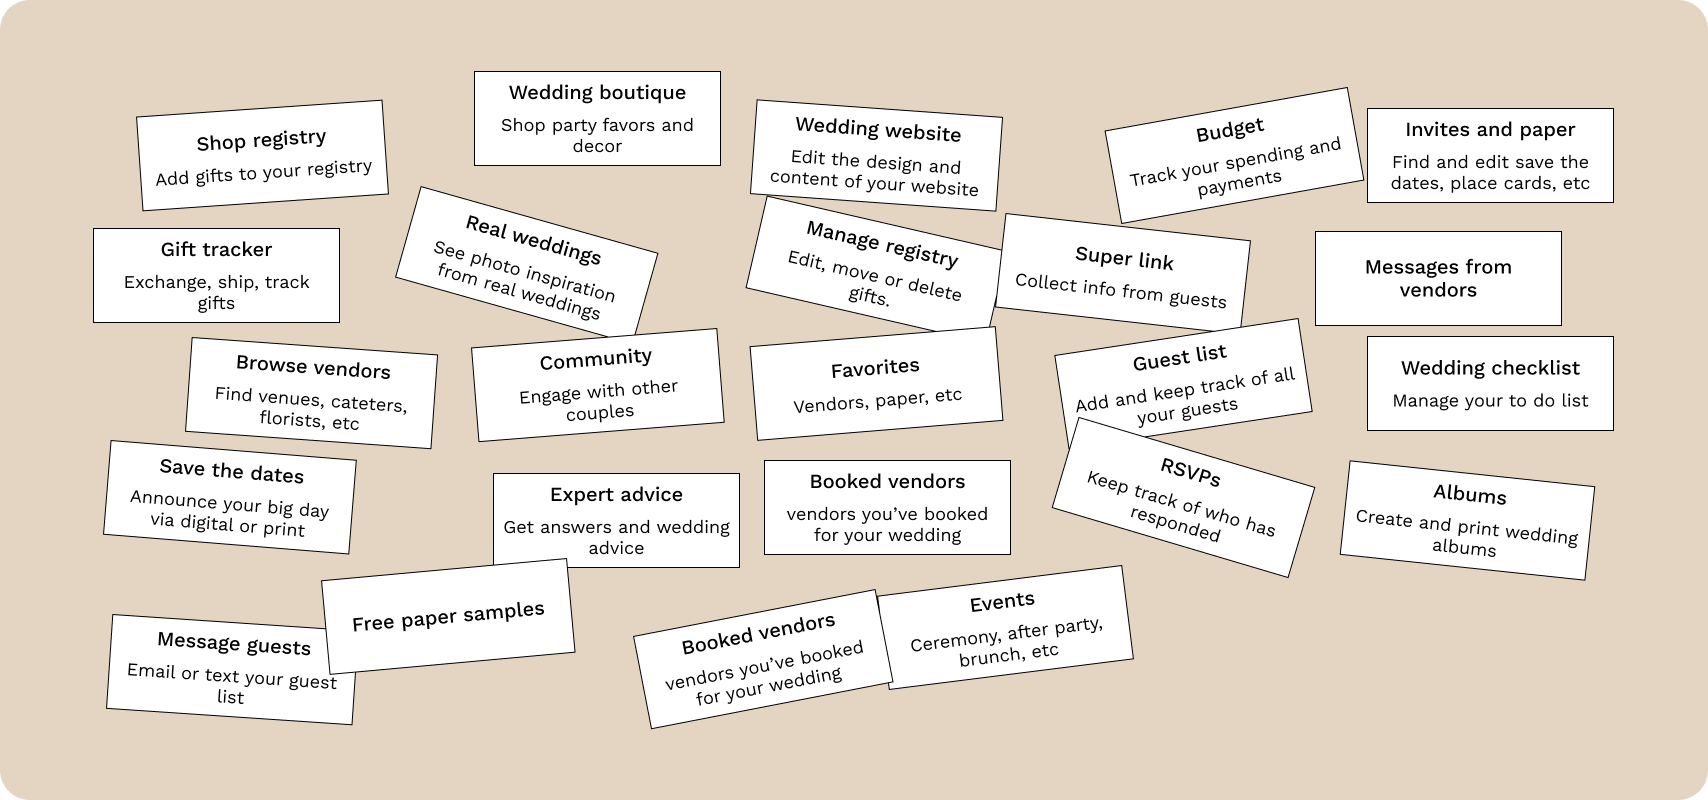 Wedding boutique
Shop party favors and
decor
Shop registry
Add gifts to your registry
Wedding website
Edit the design and
content of your website
Budget
Track your spending and
payments
Invites and paper
Find and edit save the
dates, place cards, etc
Gift tracker
Exchange, ship, track
gifts
Real weddings
See photo inspiration
from real weddings
Manage registry
Edit, move or delete
gifts.
Super link
Collect info from guests
Messages from
vendors
Browse vendors
Find venues, cateters,
florists, etc
Community
Engage with other
couples
Favorites
Vendors, paper, etc
Guest list
Add and keep track of all
your guests
Wedding checklist
Manage your to do list
Save the dates
Announce your big day
via digital or print
Expert advice
Get answers and wedding
advice
Booked vendors
vendors you’ve booked
for your wedding
RSVPs
Keep track of who has
responded
Albums
Create and print wedding
albums
Message guests
Email or text your guest
list
Free paper samples
Booked vendors
vendors you’ve booked
for your wedding
Events
Ceremony, after party,
brunch, etc